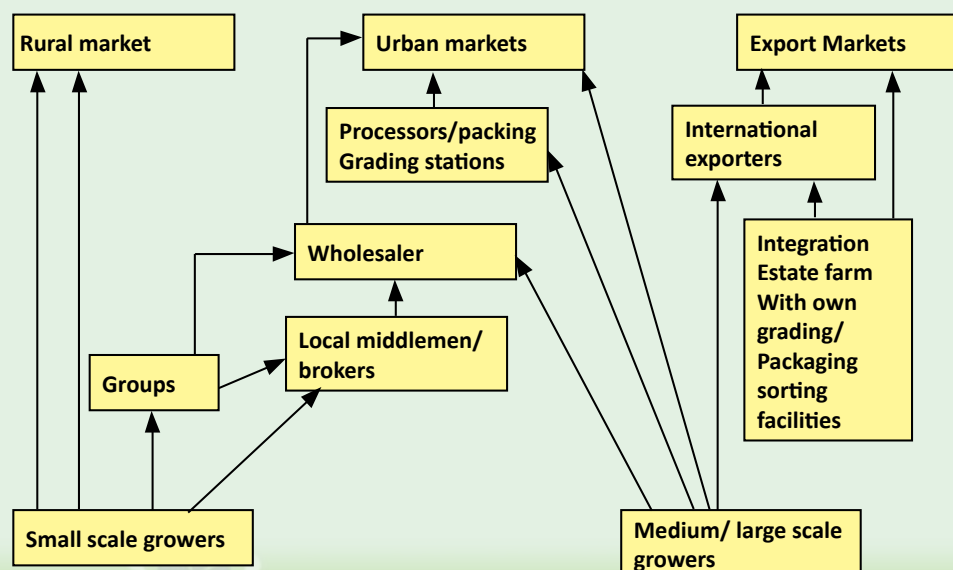 Rural market
Urban markets
Export Markets
Processors/packing
Grading stations
International
exporters
Wholesaler
Integration
Estate farm
With own
grading/
Packaging
sorting
facilities
Local middlemen/
brokers
Groups
Small scale growers
Medium/ large scale
growers